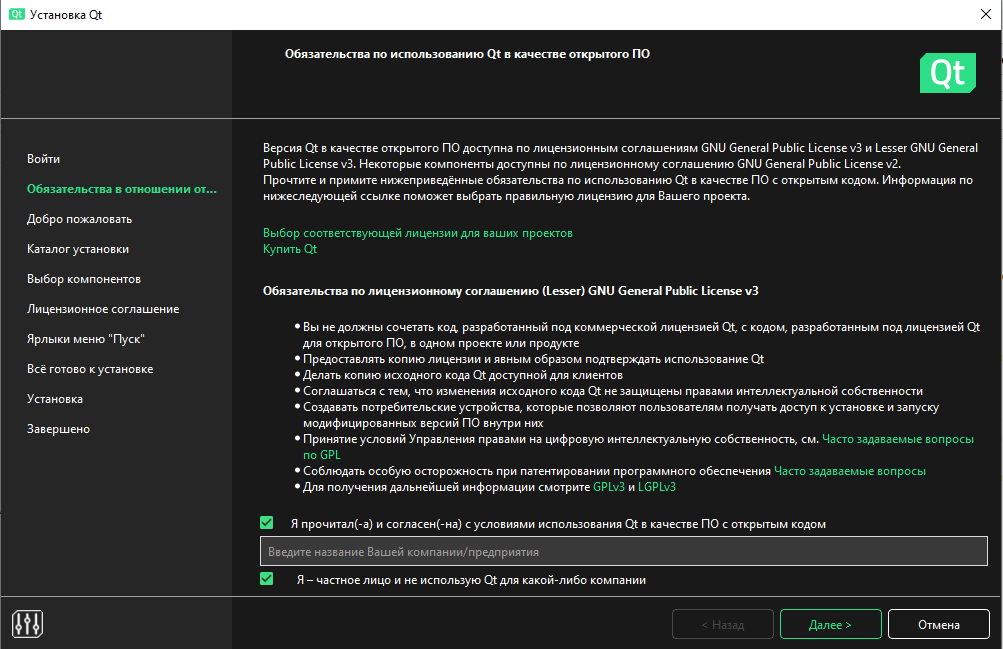 Qt Установка Qt
Обязательства по использованию Qt в качестве открытого ПО
Qt
Войти
Обязательства в отношении от...
Добро пожаловать
Каталог установки
Выбор компонентов
Лицензионное соглашение
Ярлыки меню "Пуск"
Всё готово к установке
Установка
Завершено
Версия Qt в качестве открытого ПО доступна по лицензионным соглашениям GNU General Public License v3 и Lesser GNU General
Public License v3. Некоторые компоненты доступны по лицензионному соглашению GNU General Public License v2.
Прочтите и примите нижеприведённые обязательства по использованию Qt в качестве ПО с открытым кодом. Информация по
нижеследующей ссылке поможет выбрать правильную лицензию для Вашего проекта.
Выбор соответствующей лицензии для ваших проектов
Купить Qt
Обязательства по лицензионному соглашению (Lesser) GNU General Public License v3
• Вы не должны сочетать код, разработанный под коммерческой лицензией Qt, с кодом, разработанным под лицензией Qt
для открытого ПО, в одном проекте или продукте
• Предоставлять копию лицензии и явным образом подтверждать использование Qt
• Делать копию исходного кода Qt доступной для клиентов
• Соглашаться с тем, что изменения исходного кода Qt не защищены правами интеллектуальной собственности
• Создавать потребительские устройства, которые позволяют пользователям получать доступ к установке и запуску
модифицированных версий ПО внутри них
• Принятие условий Управления правами на цифровую интеллектуальную собственность, см. Часто задаваемые вопросы
по GPL
• Соблюдать особую осторожность при патентировании программного обеспечения Часто задаваемые вопросы
• Для получения дальнейшей информации смотрите GPLv3 и LGPLv3
Я прочитал(-а) и согласен(-на) с условиями использования Qt в качестве ПО с открытым кодом
Введите название Вашей компании/предприятия
Я – частное лицо и не использую Qt для какой-либо компании
< Назад
Далее >
Отмена